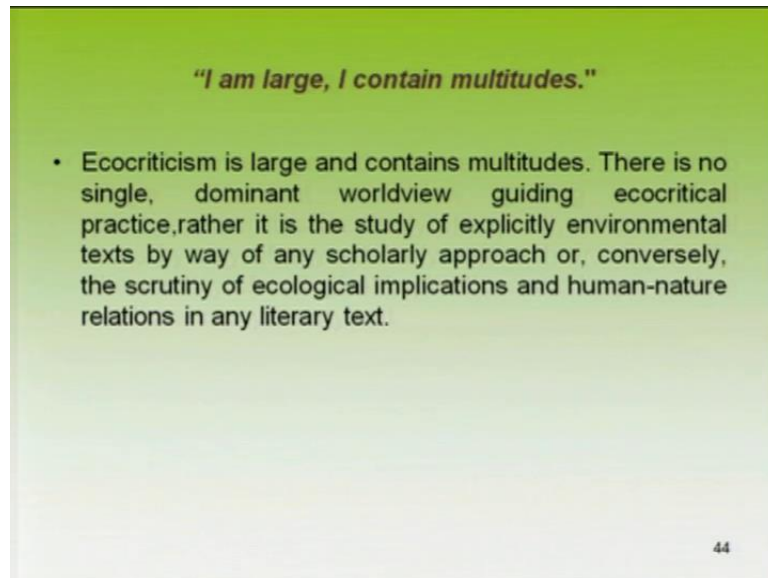 “I am large, I contain multitudes."
• Ecocriticism is large and contains multitudes. There is no
single, dominant worldview guiding ecocritical
practice,rather it is the study of explicitly environmental
texts by way of any scholarly approach or, conversely,
the scrutiny of ecological implications and human-nature
relations in any literary text.
44